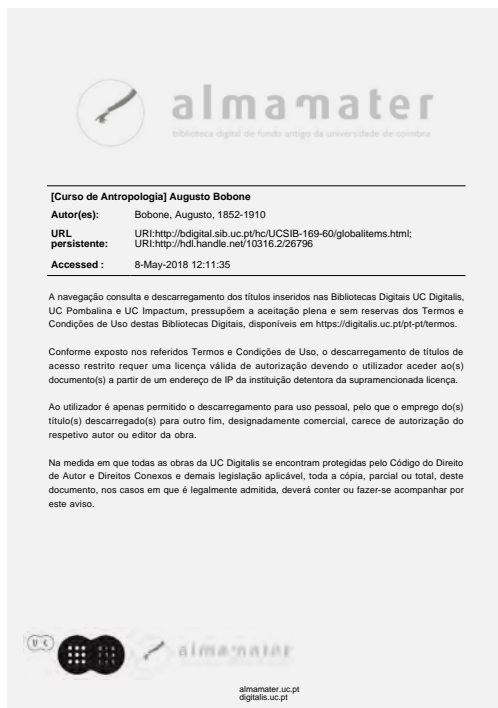 almamater
biblioteca digital de fundo antigo da universidade de coimbra
[Curso de Antropologia] Augusto Bobone
Autor(es): Bobone, Augusto, 1852-1910
URL persistente: URI:http://bdigital.sib.uc.pt/hc/UCSIB-169-60/globalitems.html;
URI:http://hdl.handle.net/10316.2/26796
Accessed : 8-May-2018 12:11:35
A navegação consulta e descarregamento dos títulos inseridos nas Bibliotecas Digitais UC Digitalis,
UC Pombalina e UC Impactum, pressupõem a aceitação plena e sem reservas dos Termos e
Condições de Uso destas Bibliotecas Digitais, disponíveis em https://digitalis.uc.pt/pt-pt/termos.
Conforme exposto nos referidos Termos e Condições de Uso, o descarregamento de títulos de
acesso restrito requer uma licença válida de autorização devendo o utilizador aceder ao(s)
documento(s) a partir de um endereço de IP da instituição detentora da supramencionada licença.
Ao utilizador é apenas permitido o descarregamento para uso pessoal, pelo que o emprego do(s)
título(s) descarregado(s) para outro fim, designadamente comercial, carece de autorização do
respetivo autor ou editor da obra.
Na medida em que todas as obras da UC Digitalis se encontram protegidas pelo Código do Direito
de Autor e Direitos Conexos e demais legislação aplicável, toda a cópia, parcial ou total, deste
documento, nos casos em que é legalmente admitida, deverá conter ou fazer-se acompanhar por
este aviso.
UC
almamater
almamater.uc.pt
digitalis.uc.pt